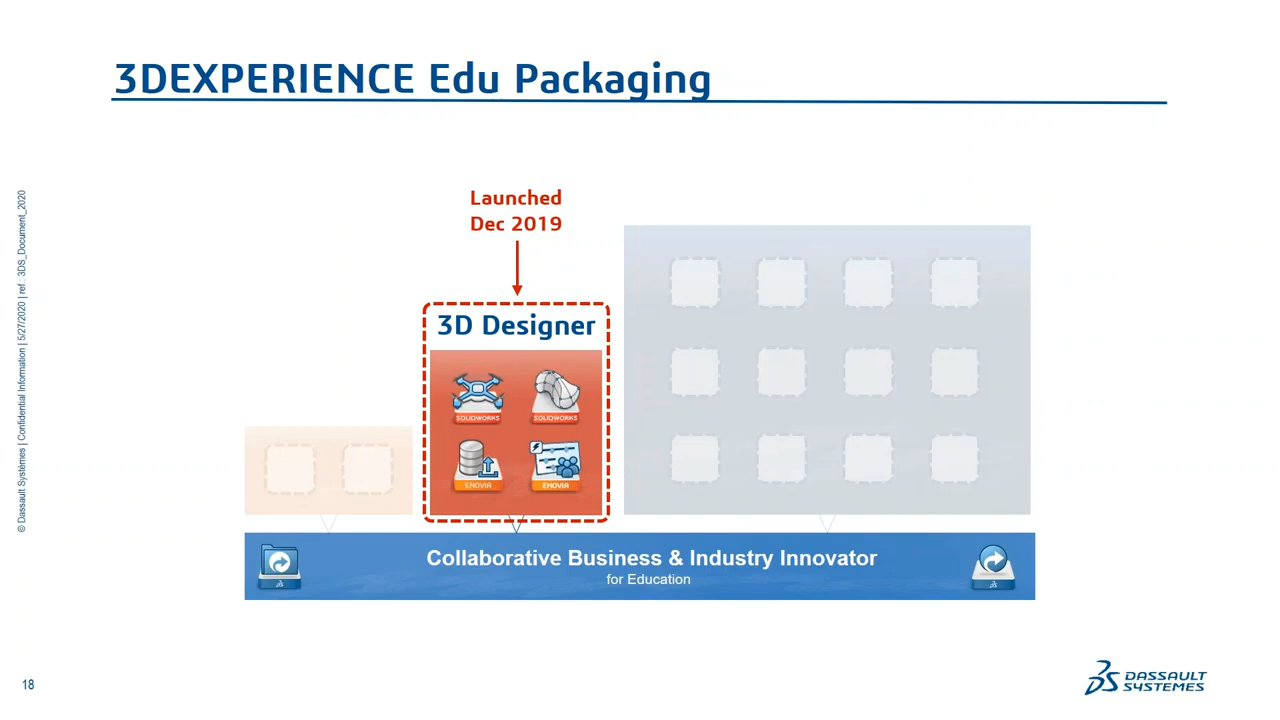 3DEXPERIENCE Edu Packaging
Launched
Dec 2019
3D Designer
SOLIDWORKS
SOLIDWORKS
ENOVIA
ENOVIA
Collaborative Business & Industry Innovator
for Education
© Dassault Systèmes | Confidential Information | 5/27/2020 | ref.: 3DS_Document_2020
18
DASSAULT
SYSTEMES